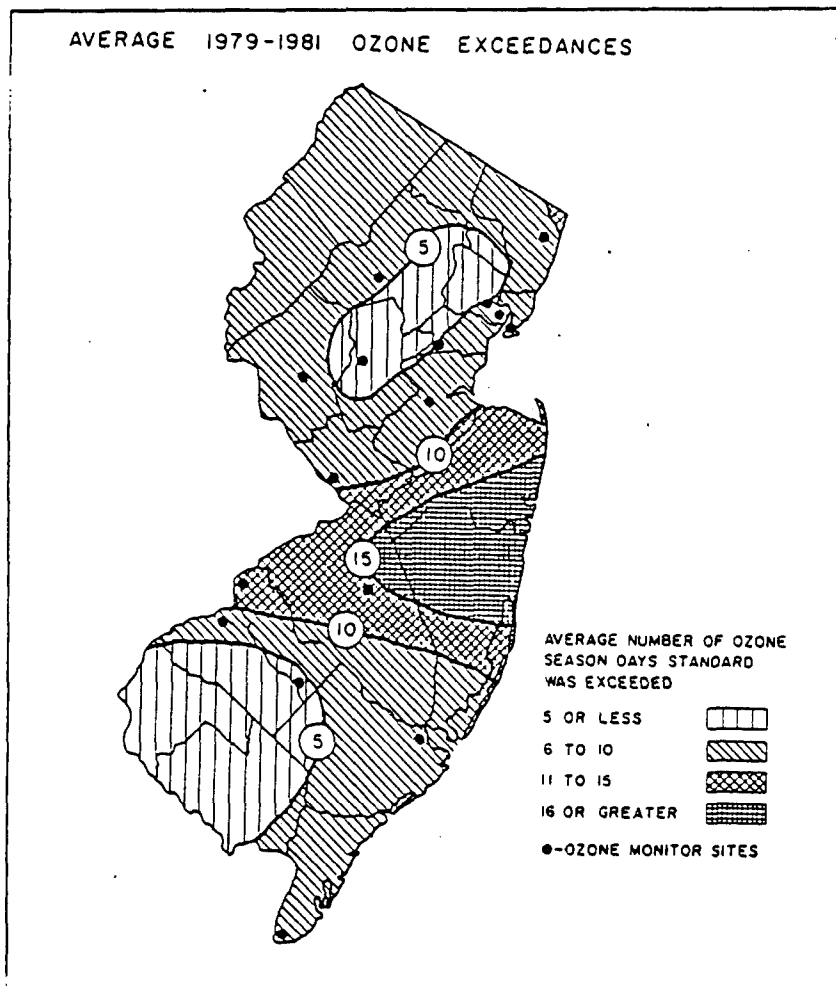 AVERAGE 1979-1981 OZONE EXCEEDANCES
5
10
15
10
5
AVERAGE NUMBER OF OZONE
SEASON DAYS STANDARD
WAS EXCEEDED
5 OR LESS
6 TO 10
11 TO 15
16 OR GREATER
●-OZONE MONITOR SITES